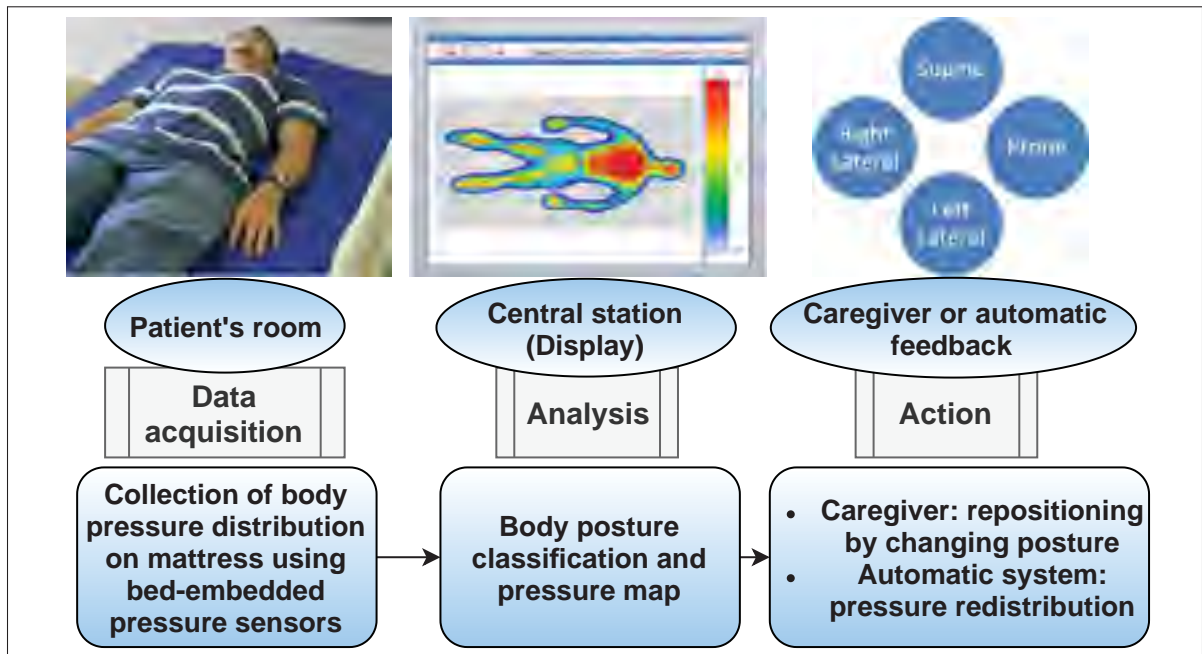 Supine
Right
Lateral
Prone
Left
Lateral
Patient's room
Central station
(Display)
Caregiver or automatic
feedback
Data
acquisition
Analysis
Action
Collection of body
pressure distribution
on mattress using
bed-embedded
pressure sensors
Body posture
classification and
pressure map
• Caregiver: repositioning
by changing posture
• Automatic system:
pressure redistribution